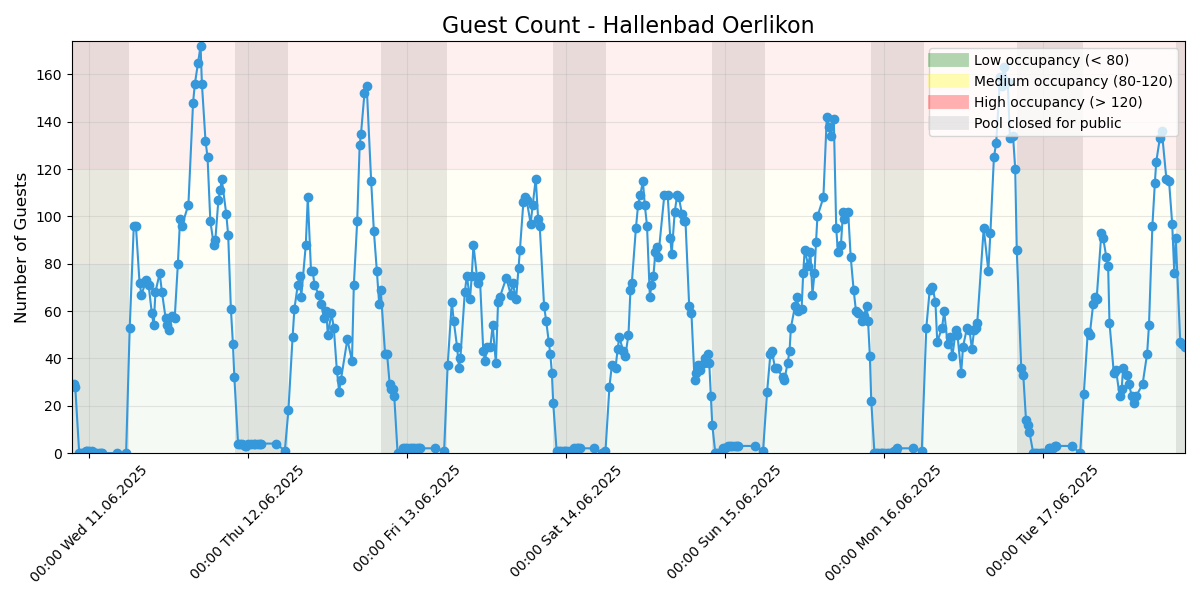 Guest Count - Hallenbad Oerlikon
Number of Guests
160
140
120
100
80
60
40
20
0
Low occupancy (< 80)
Medium occupancy (80-120)
High occupancy (> 120)
Pool closed for public
00:00 Wed 11.06.2025
00:00 Thu 12.06.2025
00:00 Fri 13.06.2025
00:00 Sat 14.06.2025
00:00 Sun 15.06.2025
00:00 Mon 16.06.2025
00:00 Tue 17.06.2025